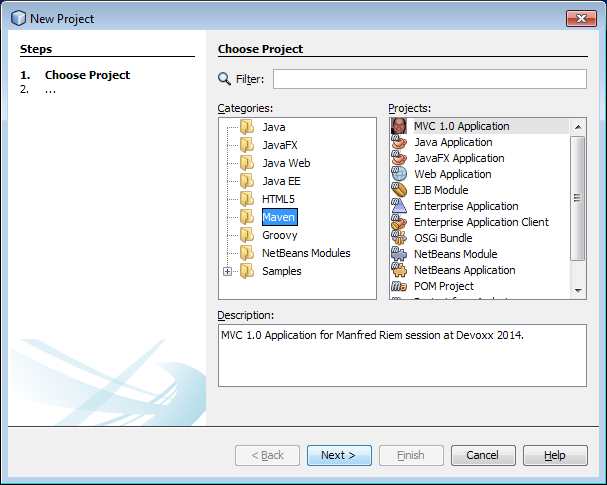 New Project
Steps
1. Choose Project
2. ...
Choose Project
Filter:
Categories:
Java
JavaFX
Java Web
Java EE
HTML5
Maven
Groovy
NetBeans Modules
Samples
Projects:
MVC 1.0 Application
Java Application
JavaFX Application
Web Application
EJB Module
Enterprise Application
Enterprise Application Client
OSGi Bundle
NetBeans Module
NetBeans Application
POM Project
Description:
MVC 1.0 Application for Manfred Riem session at Devoxx 2014.
< Back
Next >
Finish
Cancel
Help